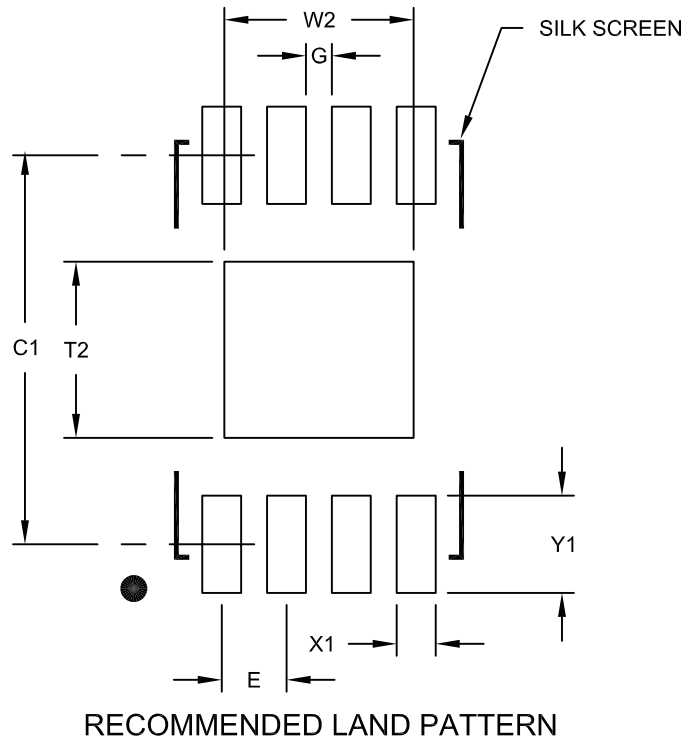 W2
SILK SCREEN
G
C1
T2
Y1
X1
E
RECOMMENDED LAND PATTERN